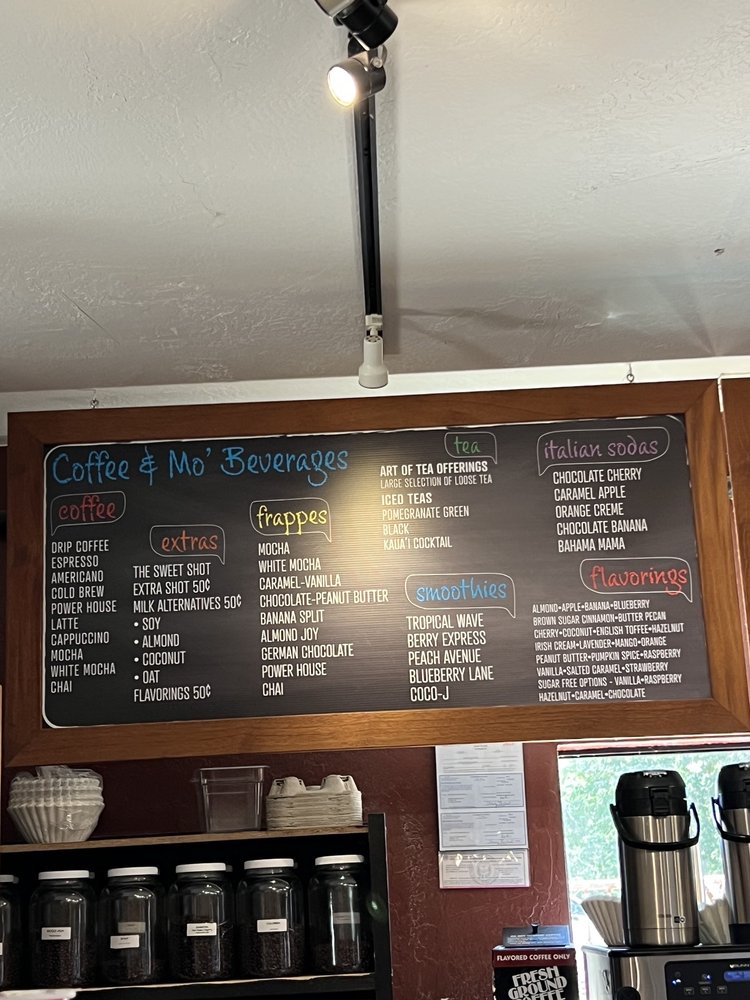 Coffee & Mo' Beverages
coffee
DRIP COFFEE
ESPRESSO
AMERICANO
COLD BREW
POWER HOUSE
LATTE
CAPPUCCINO
MOCHA
WHITE MOCHA
CHAI
extras
THE SWEET SHOT
EXTRA SHOT 50¢
MILK ALTERNATIVES 50¢
• SOY
• ALMOND
• COCONUT
• OAT
FLAVORINGS 50¢
frappes
MOCHA
WHITE MOCHA
CARAMEL-VANILLA
CHOCOLATE-PEANUT BUTTER
BANANA SPLIT
ALMOND JOY
GERMAN CHOCOLATE
POWER HOUSE
CHAI
tea
ART OF TEA OFFERINGS
LARGE SELECTION OF LOOSE TEA
ICED TEAS
POMEGRANATE GREEN
BLACK
KAUA'I COCKTAIL
smoothies
TROPICAL WAVE
BERRY EXPRESS
PEACH AVENUE
BLUEBERRY LANE
COCO-J
italian sodas
CHOCOLATE CHERRY
CARAMEL APPLE
ORANGE CREME
CHOCOLATE BANANA
BAHAMA MAMA
flavorings
ALMOND•APPLE•BANANA•BLUEBERRY
BROWN SUGAR CINNAMON•BUTTER PECAN
CHERRY•COCONUT•ENGLISH TOFFEE•HAZELNUT
IRISH CREAM•LAVENDER•MANGO•ORANGE
PEANUT BUTTER•PUMPKIN SPICE•RASPBERRY
VANILLA•SALTED CARAMEL•STRAWBERRY
SUGAR FREE OPTIONS - VANILLA•RASPBERRY
HAZELNUT•CARAMEL•CHOCOLATE
FLAVORED COFFEE ONLY
FRESH
GROUND